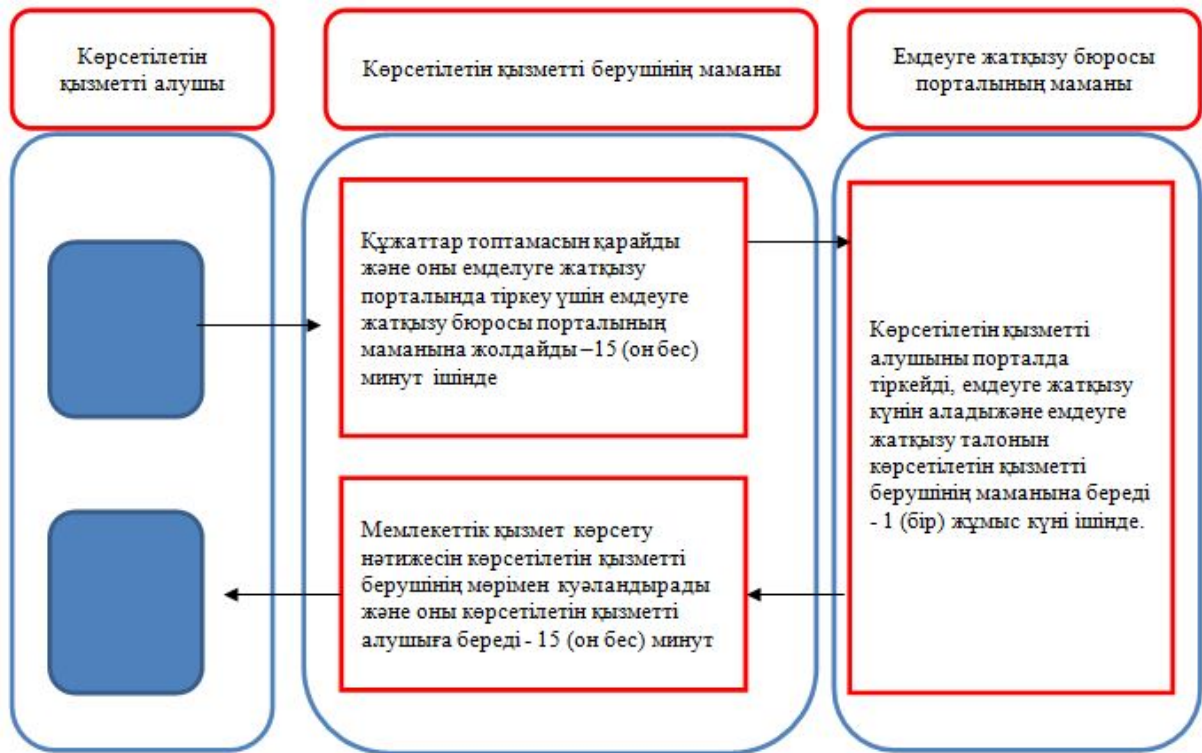 Көрсетілетін
қызметті алушы
Көрсетілетін қызметті берушінің маманы
Емдеуге жатқызу бюросы
порталының маманы
Құжаттар топтамасын қарайды
және оны емделуге жатқызу
порталында тіркеу үшін емдеуге
жатқызу бюросы порталының
маманына жолдайды –15 (он бес)
минут ішінде
Көрсетілетін қызметті
алушыны порталда
тіркейді, емдеуге жатқызу
күнін аладыжәне емдеуге
жатқызу талонын
көрсетілетін қызметті
берушінің маманына береді
- 1 (бір) жұмыс күні ішінде.
Мемлекеттік қызмет көрсету
нәтижесін көрсетілетін қызметті
берушінің мөрімен куәландырады
және оны көрсетілетін қызметті
алушыға береді - 15 (он бес) минут